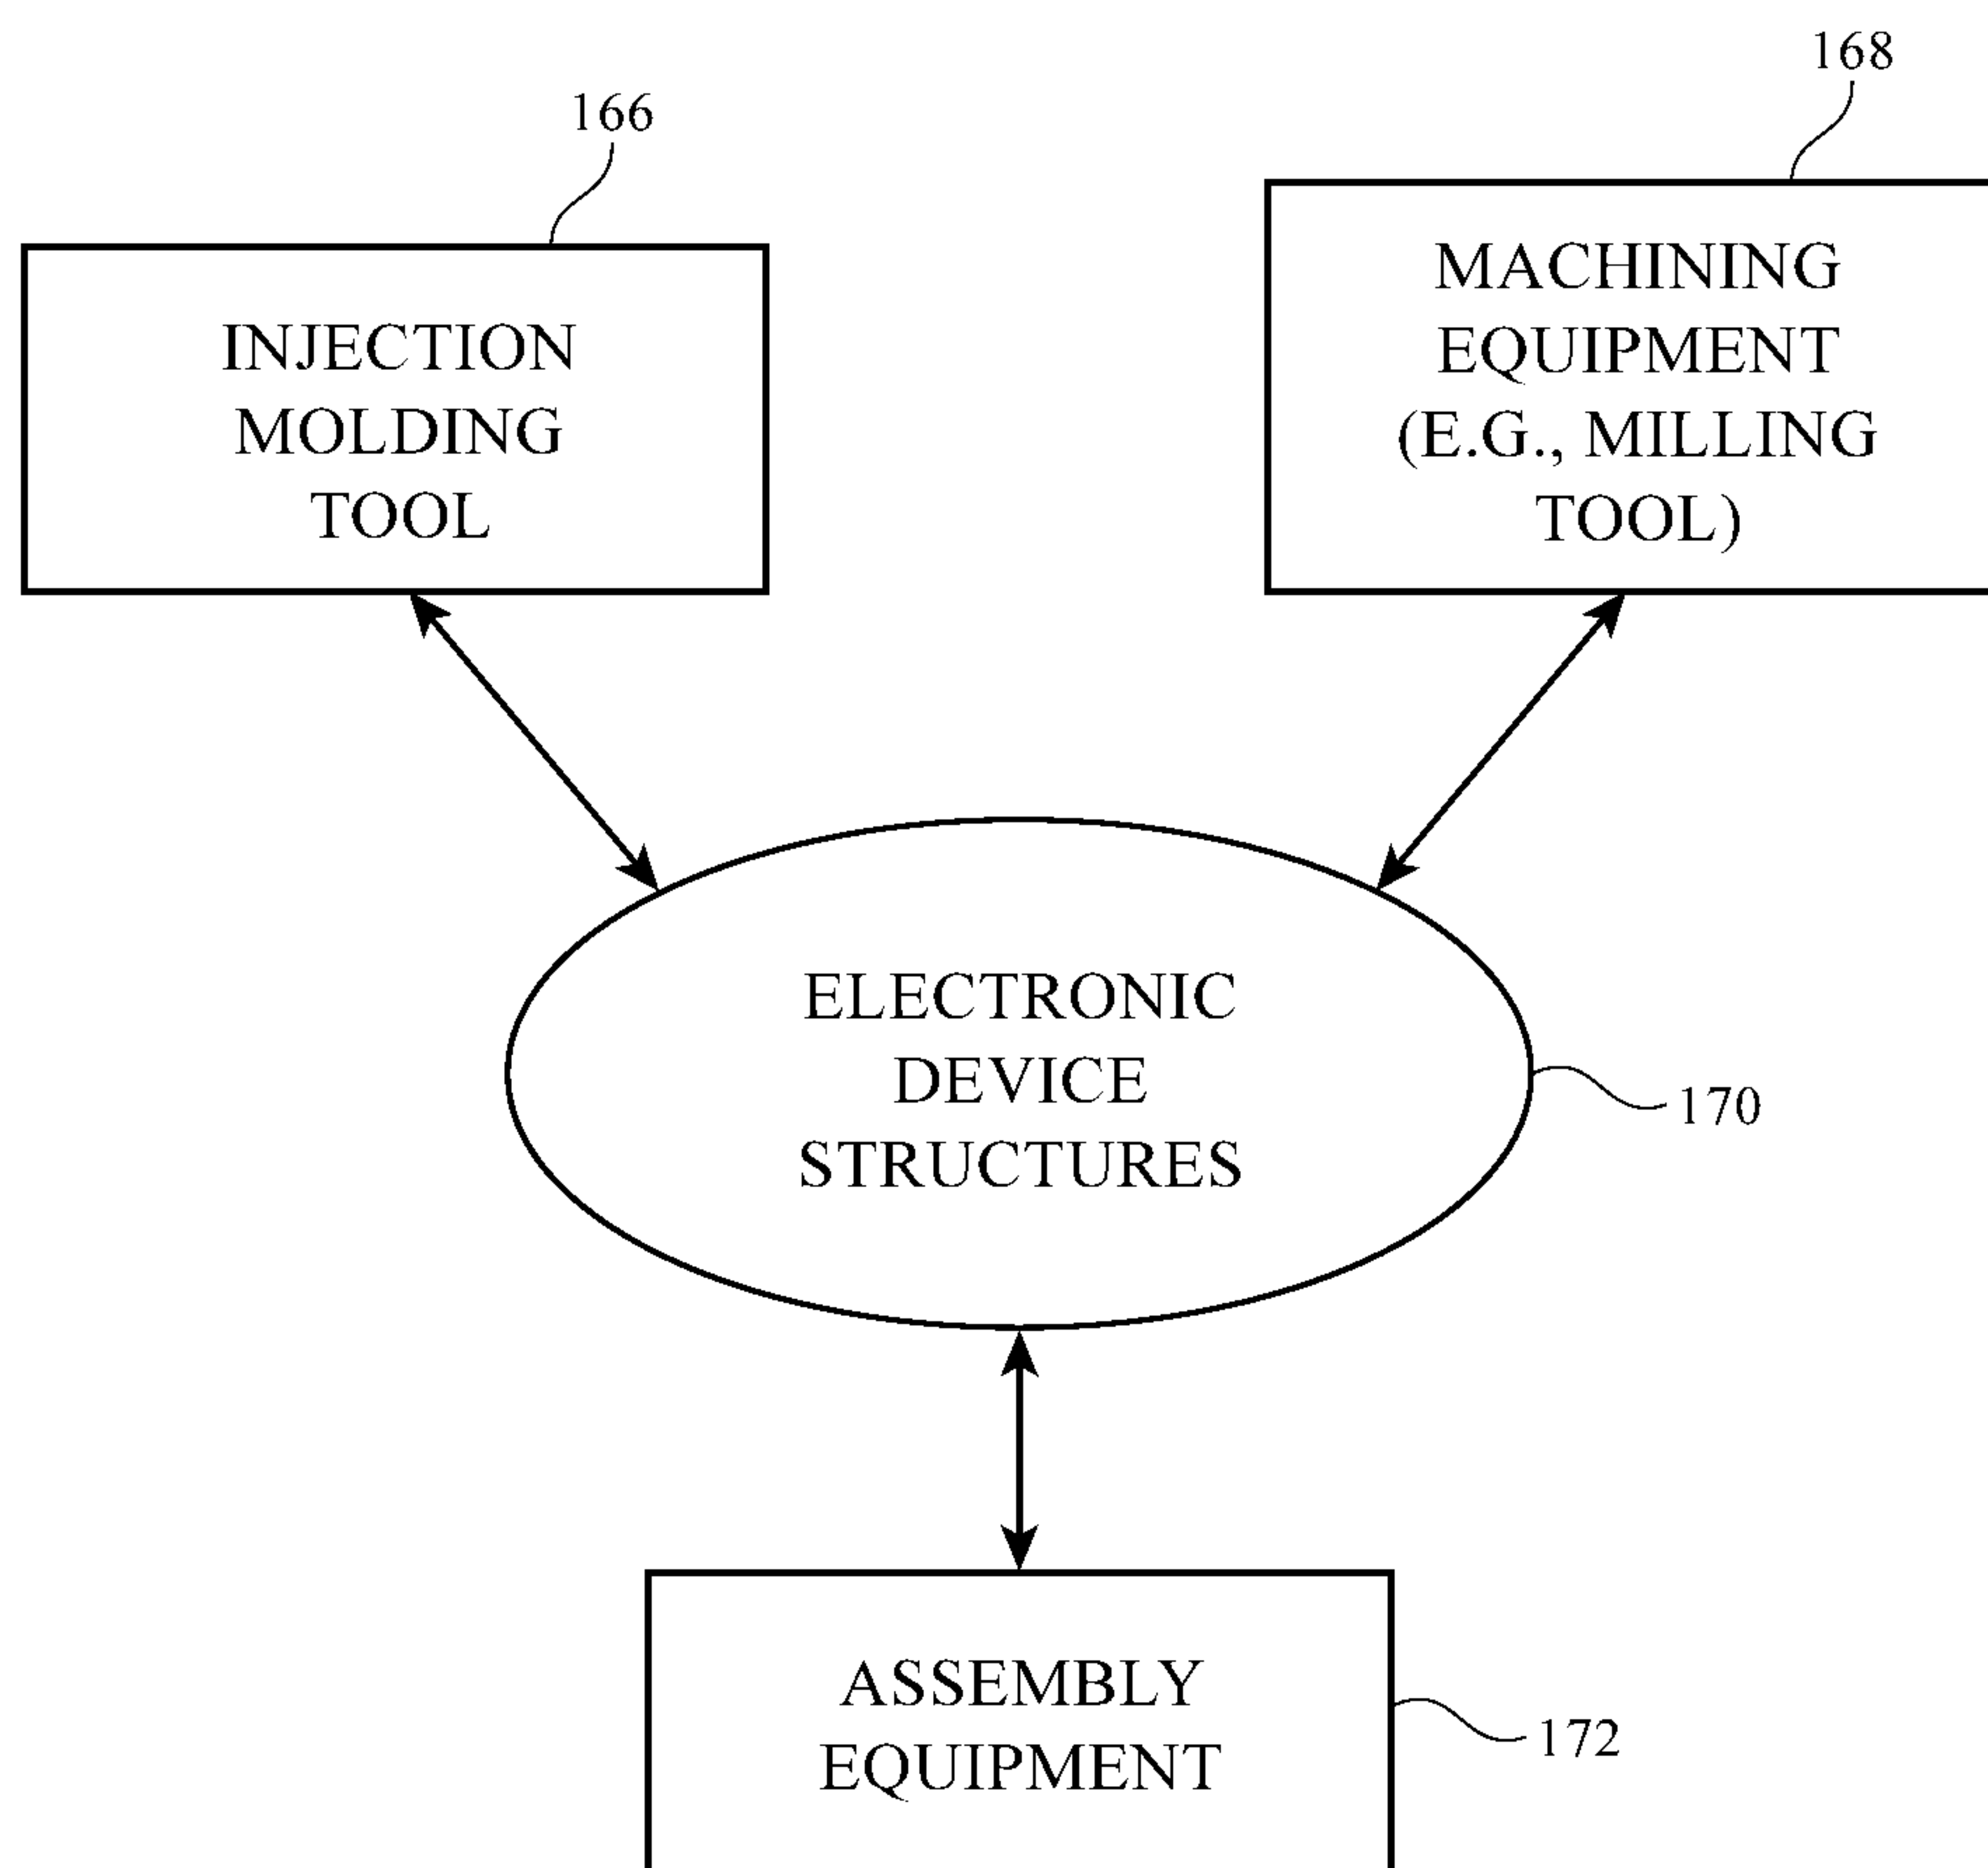 166
INJECTION
MOLDING
TOOL
168
MACHINING
EQUIPMENT
(E.G., MILLING
TOOL)
ELECTRONIC
DEVICE
STRUCTURES
170
ASSEMBLY
EQUIPMENT
172